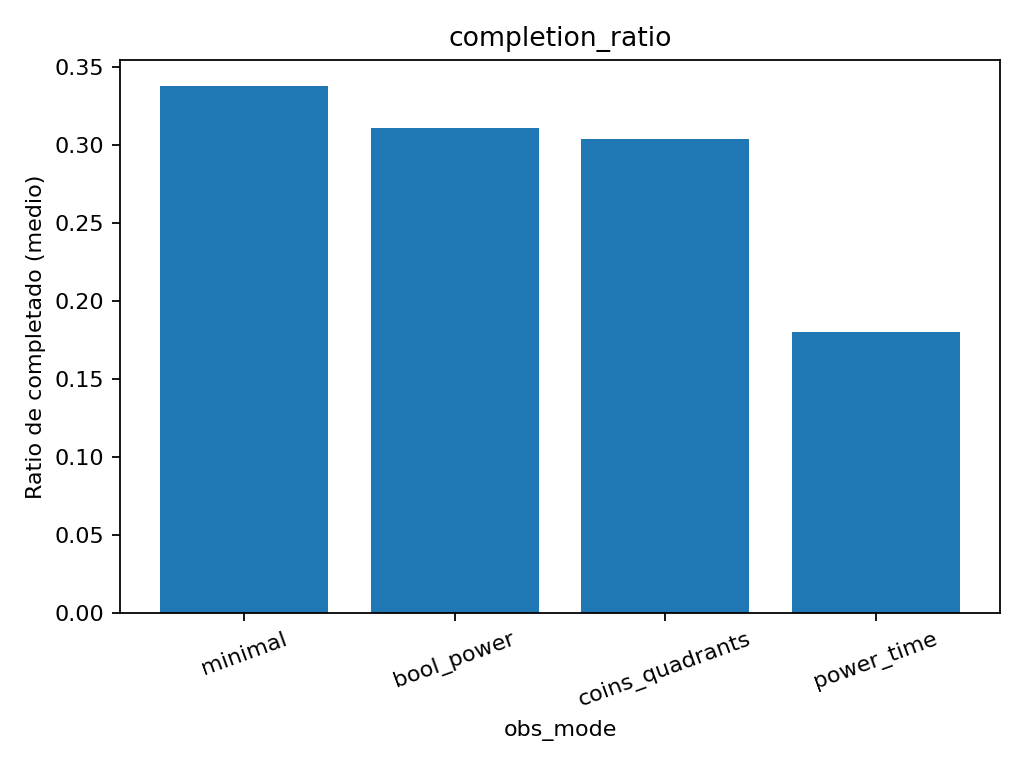 completion_ratio
Ratio de completado (medio)
0.35
0.30
0.25
0.20
0.15
0.10
0.05
0.00
minimal
bool_power
coins_quadrants
power_time
obs_mode